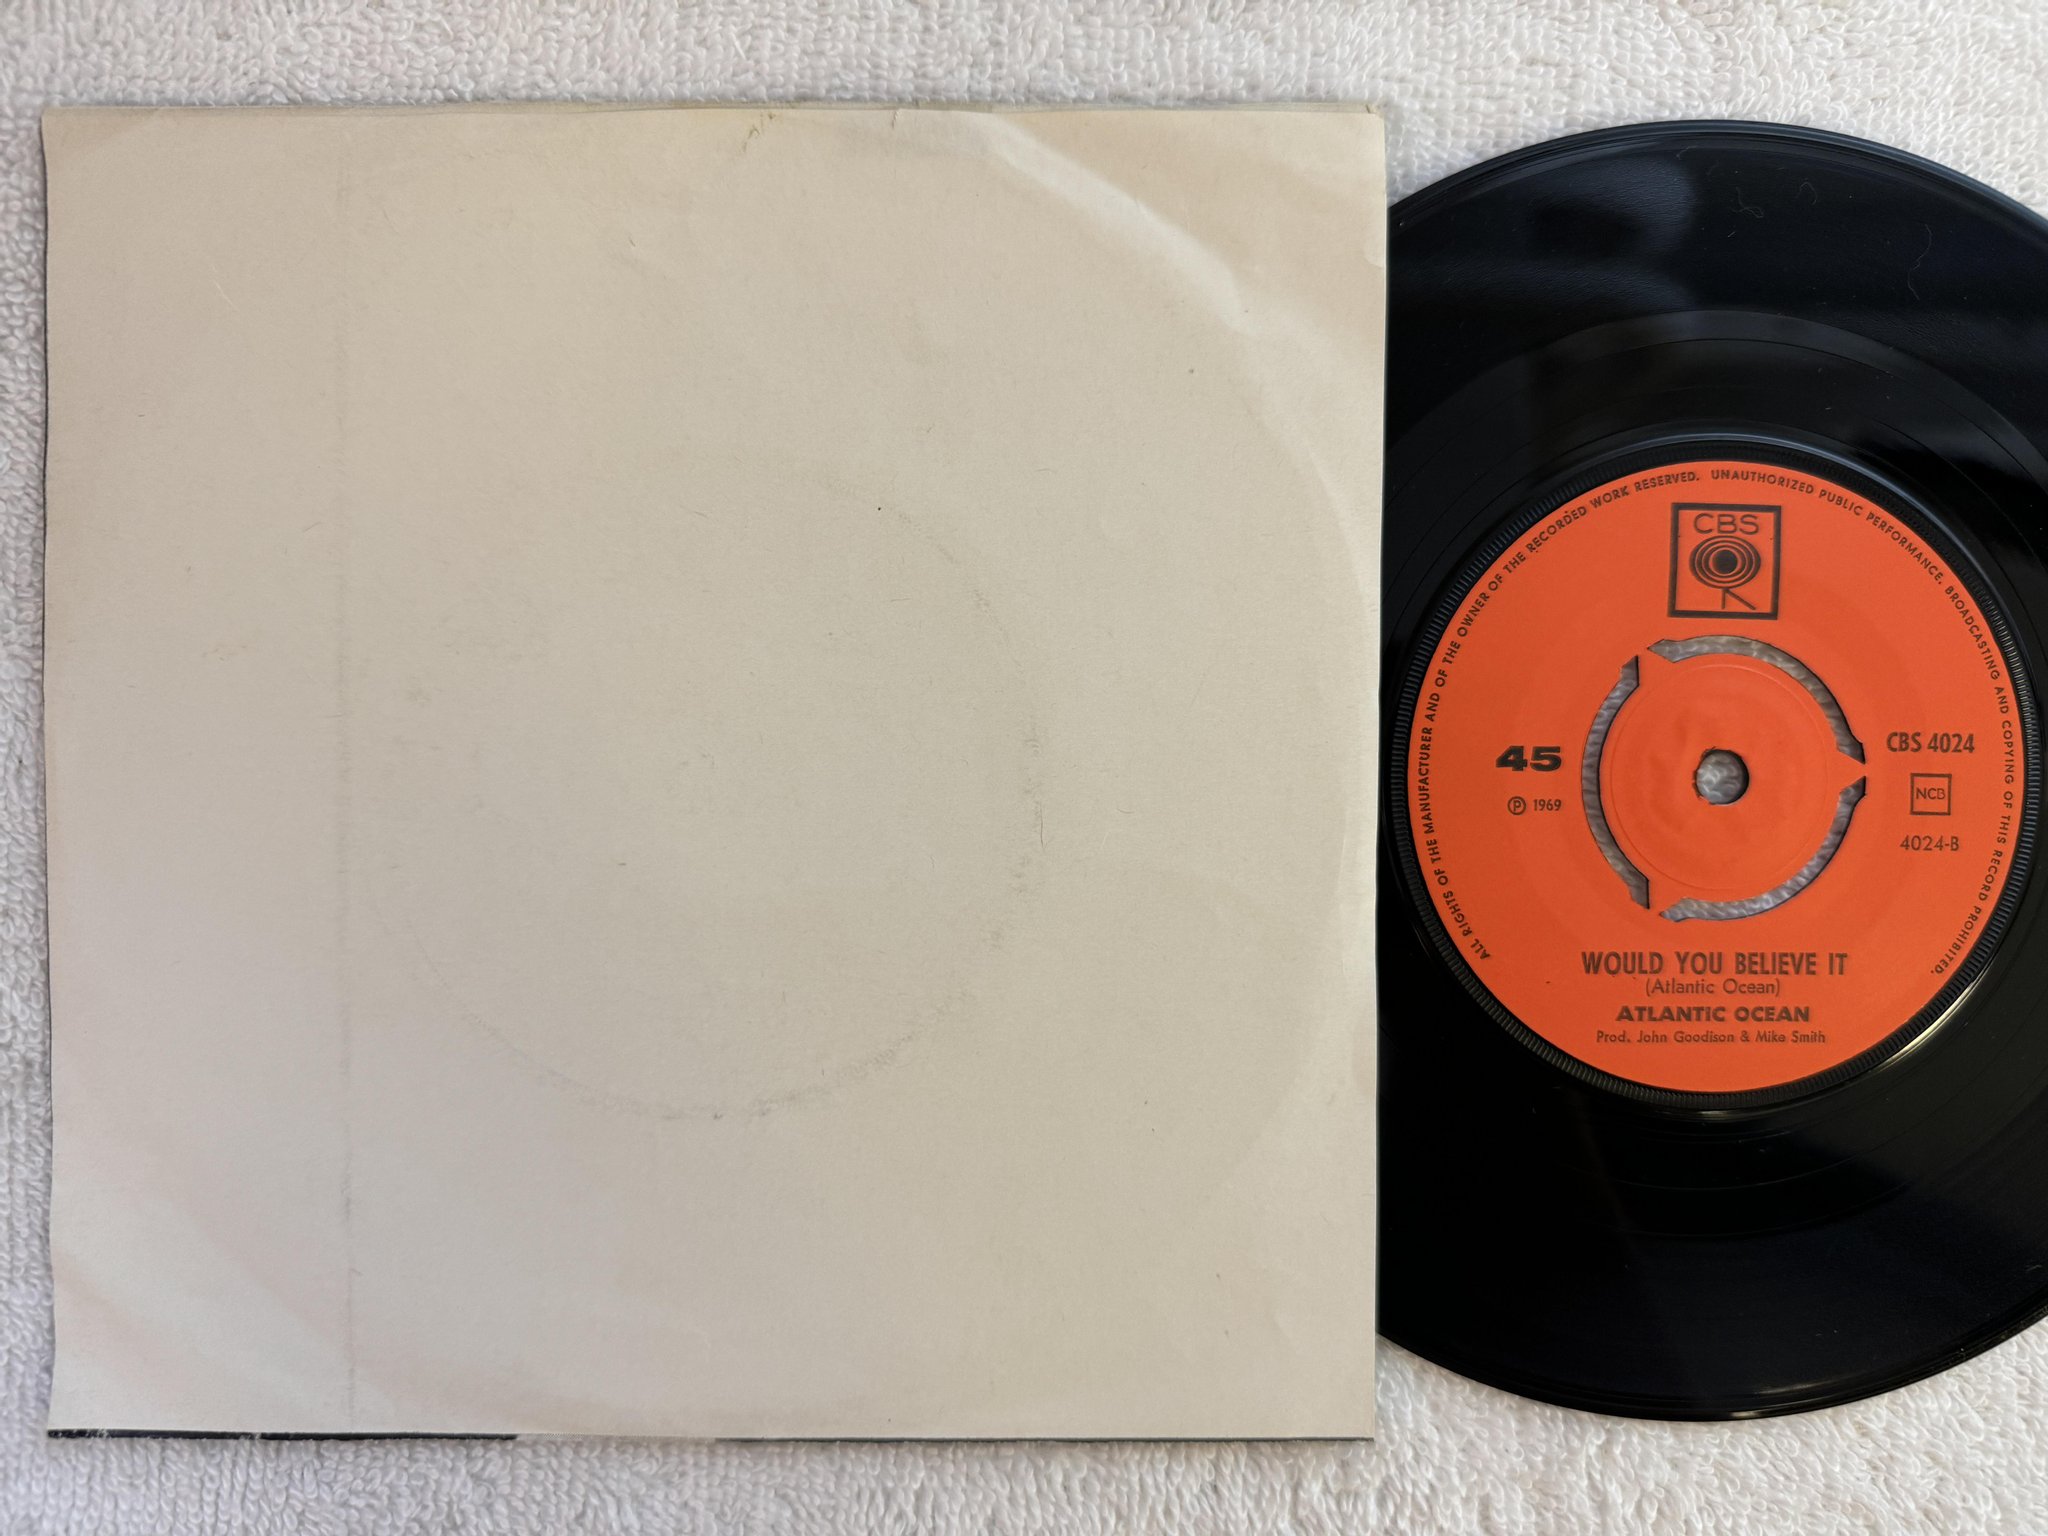 ALL RIGHTS OF THE MANUFACTURER AND OF THE OWNER OF THE RECORDED WORK RESERVED. UNAUTHORIZED PUBLIC PERFORMANCE, BROADCASTING AND COPYING OF THIS RECORD PROHIBITED.
CBS
45
CBS 4024
℗ 1969
NCB
4024-B
WOULD YOU BELIEVE IT
(Atlantic Ocean)
ATLANTIC OCEAN
Prod. John Goodison & Mike Smith